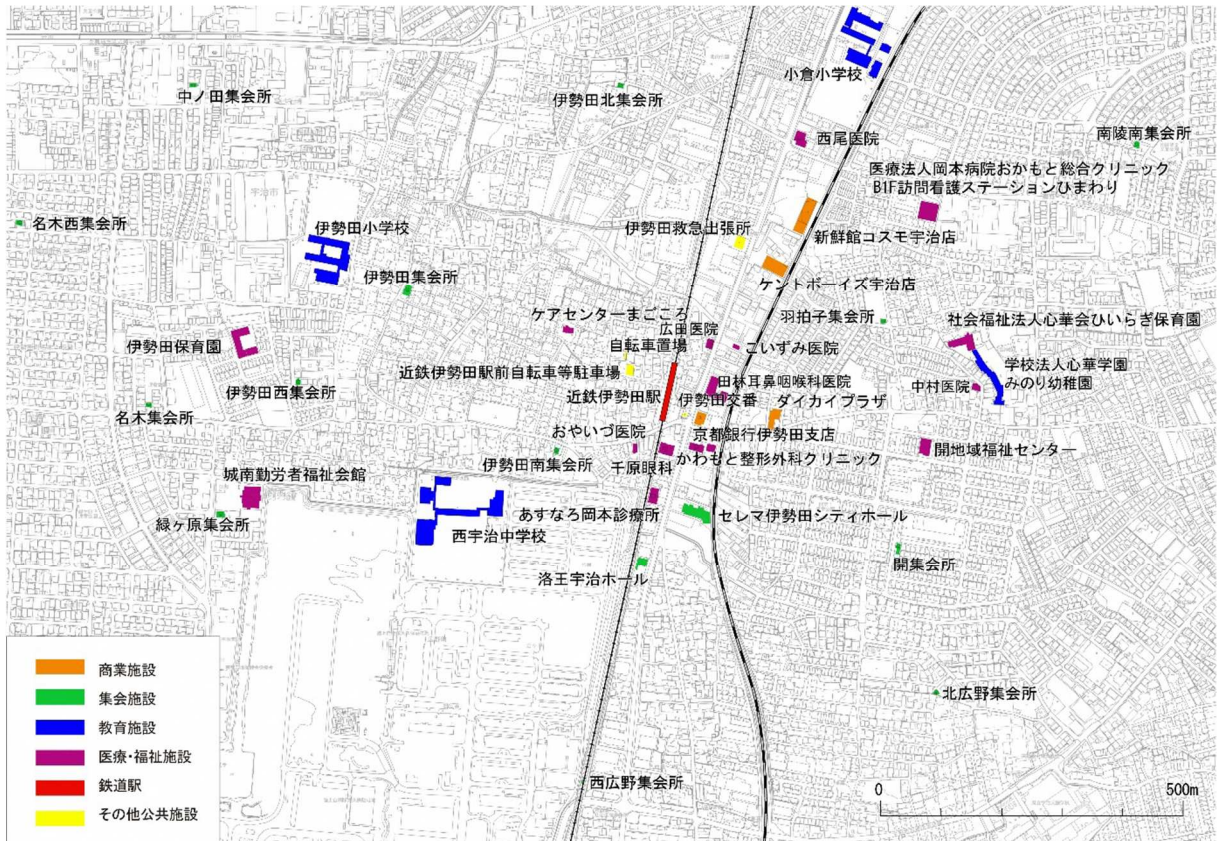 小倉小学校
中ノ田集会所
伊勢田北集会所
西尾医院
南陵南集会所
医療法人岡本病院おかもと総合クリニック
B1F訪問看護ステーションひまわり
宇治市
名木西集会所
伊勢田小学校
伊勢田救急出張所
新鮮館コスモ宇治店
伊勢田集会所
ケントボーイズ宇治店
ケアセンターまごころ
広田医院
羽拍子集会所
社会福祉法人心華会ひいらぎ保育園
伊勢田保育園
自転車置場
こいずみ医院
近鉄伊勢田駅前自転車等駐車場
田林耳鼻咽喉科医院
学校法人心華学園
みのり幼稚園
伊勢田西集会所
中村医院
名木集会所
近鉄伊勢田駅
伊勢田交番
ダイカイプラザ
おやいづ医院
京都銀行伊勢田支店
開地域福祉センター
伊勢田南集会所
千原眼科
かわもと整形外科クリニック
城南勤労者福祉会館
緑ヶ原集会所
西宇治中学校
あすなろ岡本診療所
セレマ伊勢田シティホール
洛王宇治ホール
開集会所
北広野集会所
西広野集会所
商業施設
集会施設
教育施設
医療・福祉施設
鉄道駅
その他公共施設
0
500m